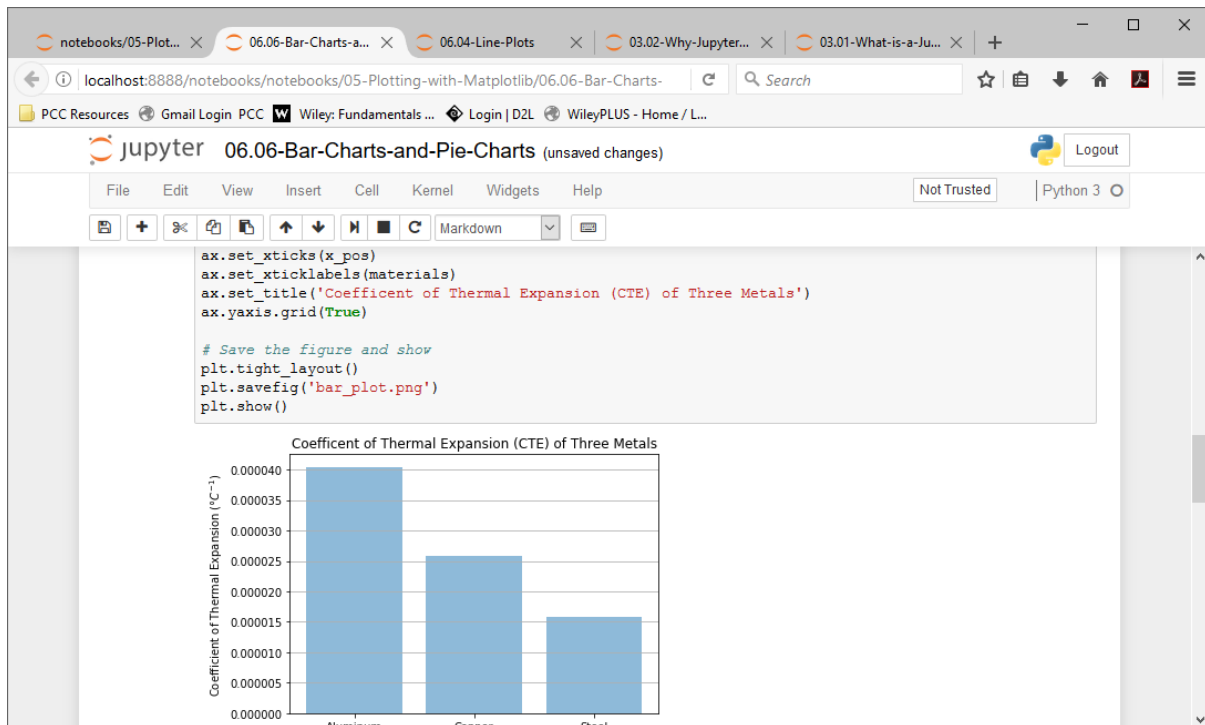 notebooks/05-Plot...
06.06-Bar-Charts-a...
06.04-Line-Plots
03.02-Why-Jupyter...
03.01-What-is-a-Ju...
localhost:8888/notebooks/notebooks/05-Plotting-with-Matplotlib/06.06-Bar-Charts-
Search
PCC Resources
Gmail Login PCC
W Wiley: Fundamentals ...
Login | D2L
WileyPLUS - Home / L...
jupyter 06.06-Bar-Charts-and-Pie-Charts (unsaved changes)
Logout
File Edit View Insert Cell Kernel Widgets Help
Not Trusted
Python 3
Markdown
ax.set_xticks(x_pos)
ax.set_xticklabels(materials)
ax.set_title('Coefficent of Thermal Expansion (CTE) of Three Metals')
ax.yaxis.grid(True)
# Save the figure and show
plt.tight_layout()
plt.savefig('bar_plot.png')
plt.show()
Coefficent of Thermal Expansion (CTE) of Three Metals
Coefficient of Thermal Expansion (°C⁻¹)
0.000040
0.000035
0.000030
0.000025
0.000020
0.000015
0.000010
0.000005
0.000000